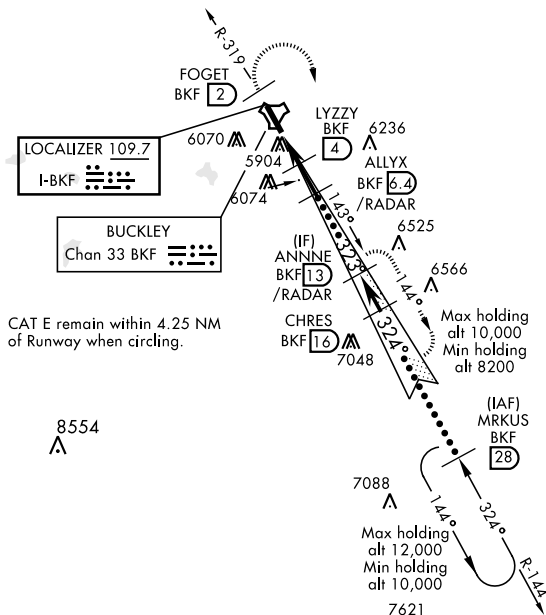 R-319
FOGET
BKF 2
LYZZY
BKF
4
6236
ALLYX
BKF 6.4
/RADAR
6070
5904
6074
LOCALIZER 109.7
I-BKF
BUCKLEY
Chan 33 BKF
143°
6525
(IF)
ANNNE
BKF 13
/RADAR
323°
6566
144°
CHRES
BKF 16
7048
324°
Max holding
alt 10,000
Min holding
alt 8200
CAT E remain within 4.25 NM
of Runway when circling.
8554
(IAF)
MRKUS
BKF
28
7088
144°
324°
Max holding
alt 12,000
Min holding
alt 10,000
R-144
7621